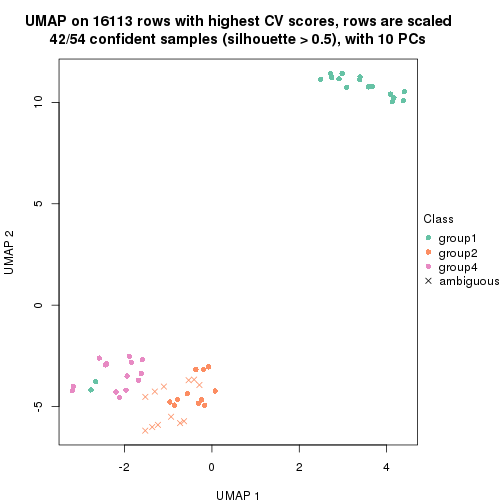 UMAP on 16113 rows with highest CV scores, rows are scaled
42/54 confident samples (silhouette > 0.5), with 10 PCs
UMAP 2
10
5
0
-5
-2
0
2
4
UMAP 1
Class
group1
group2
group4
ambiguous